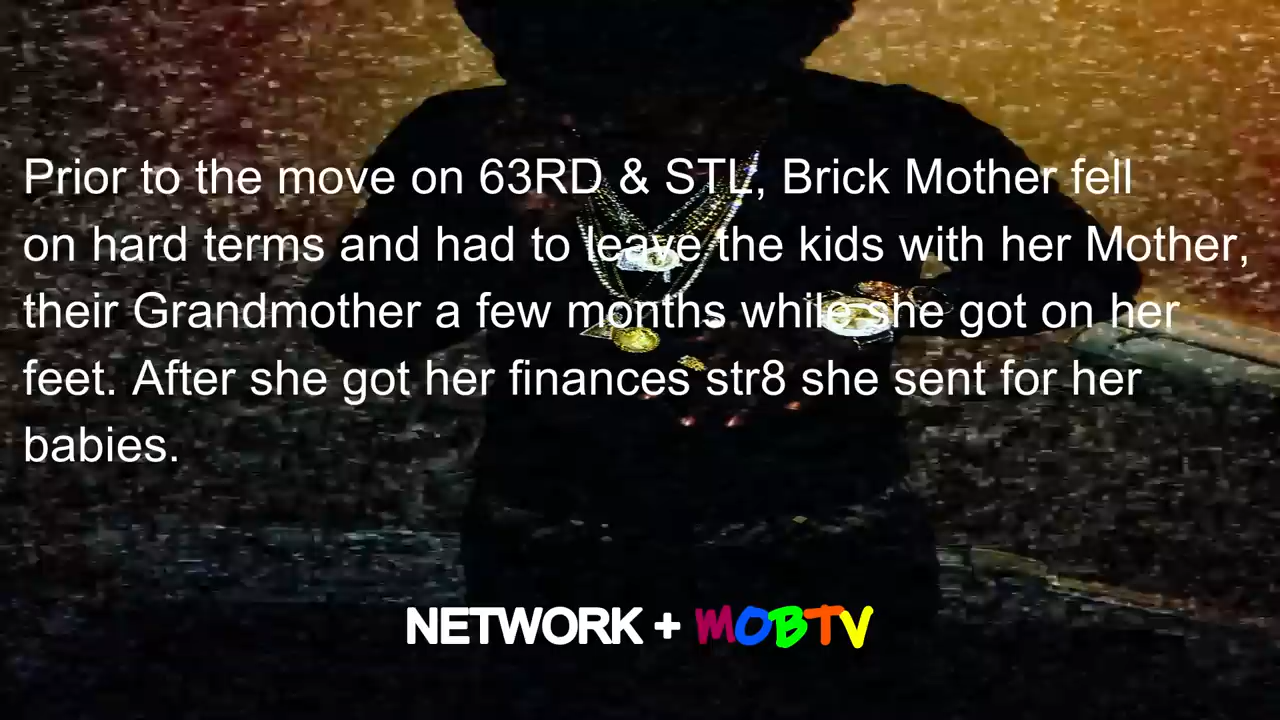 Prior to the move on 63RD & STL, Brick Mother fell
on hard terms and had to leave the kids with her Mother,
their Grandmother a few months while she got on her
feet. After she got her finances str8 she sent for her
babies.
NETWORK + MOBTV